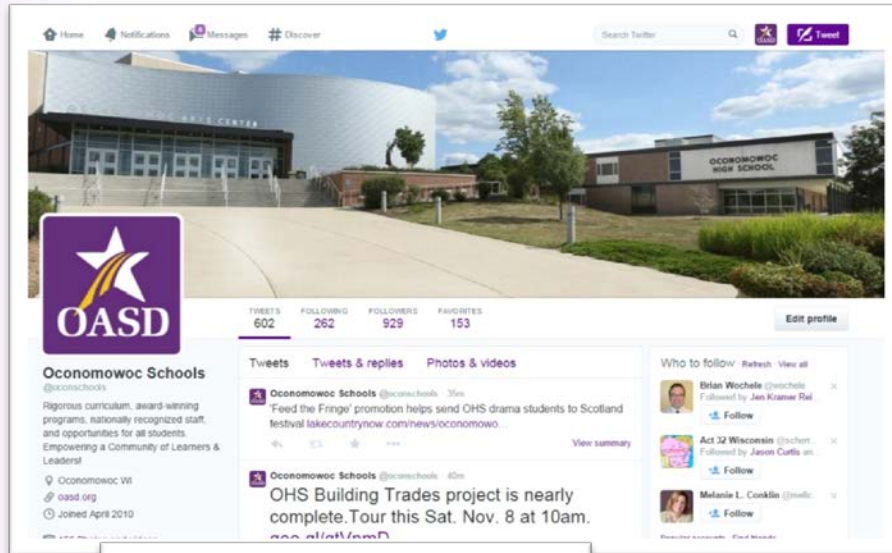 Home Notifications 6 Messages # Discover Search Twitter Tweet
OCONOMOWOC ARTS CENTER
OCONOMOWOC
HIGH SCHOOL
OASD
TWEETS FOLLOWING FOLLOWERS FAVORITES
602 262 929 153
Edit profile
Oconomowoc Schools
@oconschools
Rigorous curriculum, award-winning
programs, nationally recognized staff,
and opportunities for all students.
Empowering a Community of Learners &
Leaders!
Oconomowoc WI
oasd.org
Joined April 2010
Tweets Tweets & replies Photos & videos
Oconomowoc Schools @oconschools · 35m
'Feed the Fringe' promotion helps send OHS drama students to Scotland
festival lakecountrynow.com/news/oconomowo...
View summary
Oconomowoc Schools @oconschools · 40m
OHS Building Trades project is nearly
complete.Tour this Sat. Nov. 8 at 10am.
Who to follow · Refresh · View all
Brian Wochele @wochele
Followed by Jen Kramer Rei...
Follow
Act 32 Wisconsin @scherr...
Followed by Jason Curtis an...
Follow
Melanie L. Conklin @mellc...
Follow